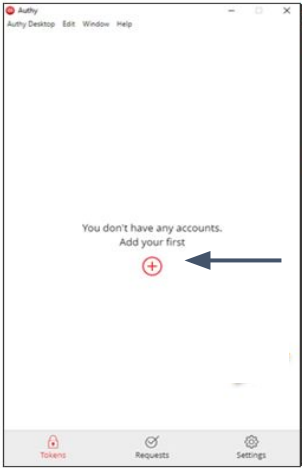 Authy
Authy Desktop Edit Window Help
You don't have any accounts.
Add your first
Tokens Requests Settings